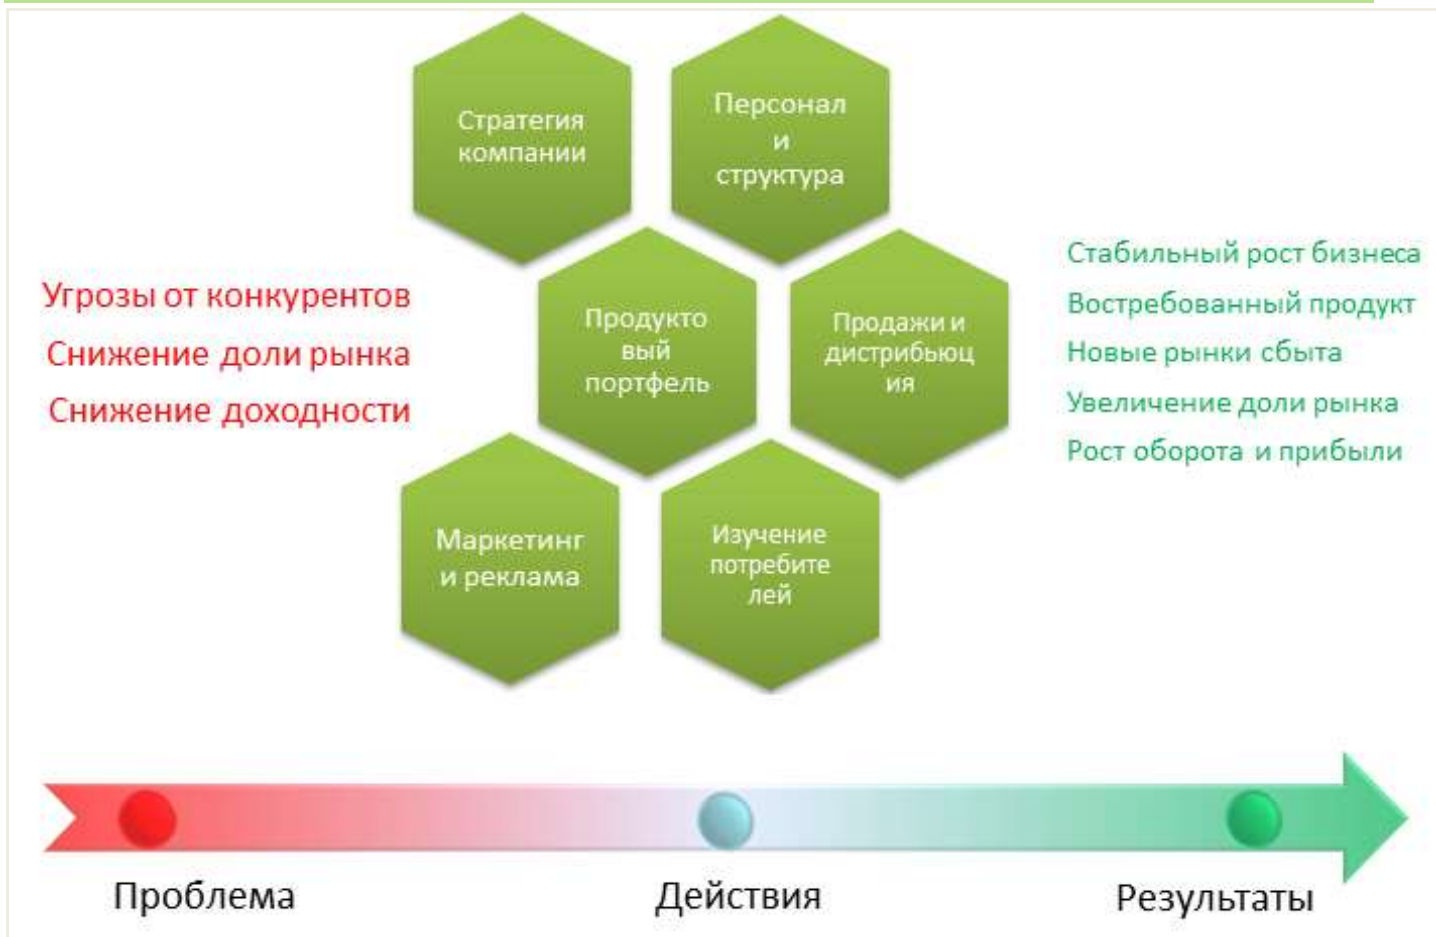 Стратегия
компании
Персонал
и
структура
Угрозы от конкурентов
Снижение доли рынка
Снижение доходности
Продукто
вый
портфель
Продажи и
дистрибьюц
ия
Стабильный рост бизнеса
Востребованный продукт
Новые рынки сбыта
Увеличение доли рынка
Рост оборота и прибыли
Маркетинг
и реклама
Изучение
потребите
лей
Проблема
Действия
Результаты